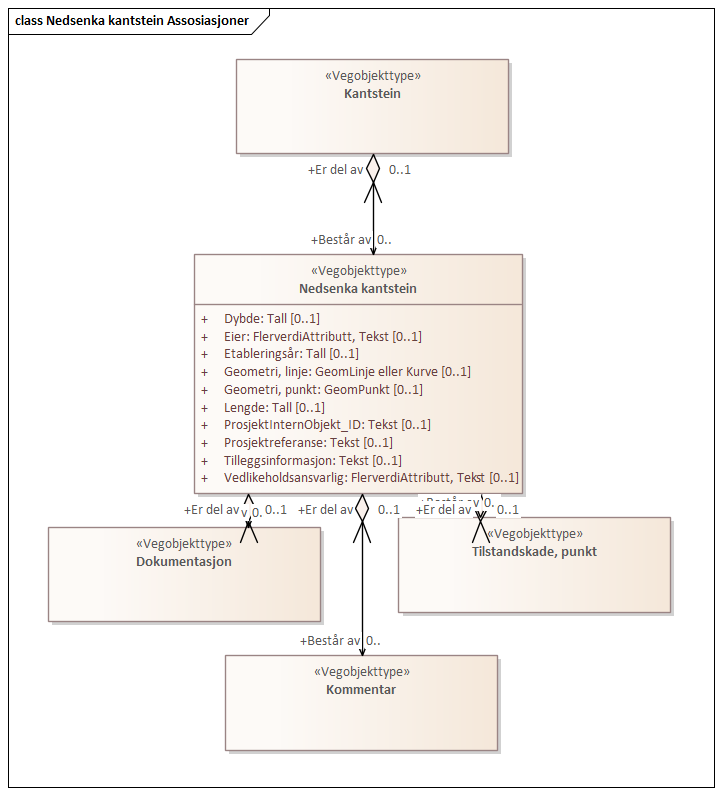 class Nedsenka kantstein Assosiasjoner
«Vegobjekttype»
Kantstein
+Er del av 0..1
+Består av 0..
«Vegobjekttype»
Nedsenka kantstein
+ Dybde: Tall [0..1]
+ Eier: FlerverdiAttributt, Tekst [0..1]
+ Etableringsår: Tall [0..1]
+ Geometri, linje: GeomLinje eller Kurve [0..1]
+ Geometri, punkt: GeomPunkt [0..1]
+ Lengde: Tall [0..1]
+ ProsjektInternObjekt_ID: Tekst [0..1]
+ Prosjektreferanse: Tekst [0..1]
+ Tilleggsinformasjon: Tekst [0..1]
+ Vedlikeholdsansvarlig: FlerverdiAttributt, Tekst [0..1]
+Består av 0.
+Er del av v 0. 0..1 +Er del av 0..1 +Er del av 0..1
«Vegobjekttype»
Dokumentasjon
«Vegobjekttype»
Tilstandskade, punkt
+Består av 0..
«Vegobjekttype»
Kommentar